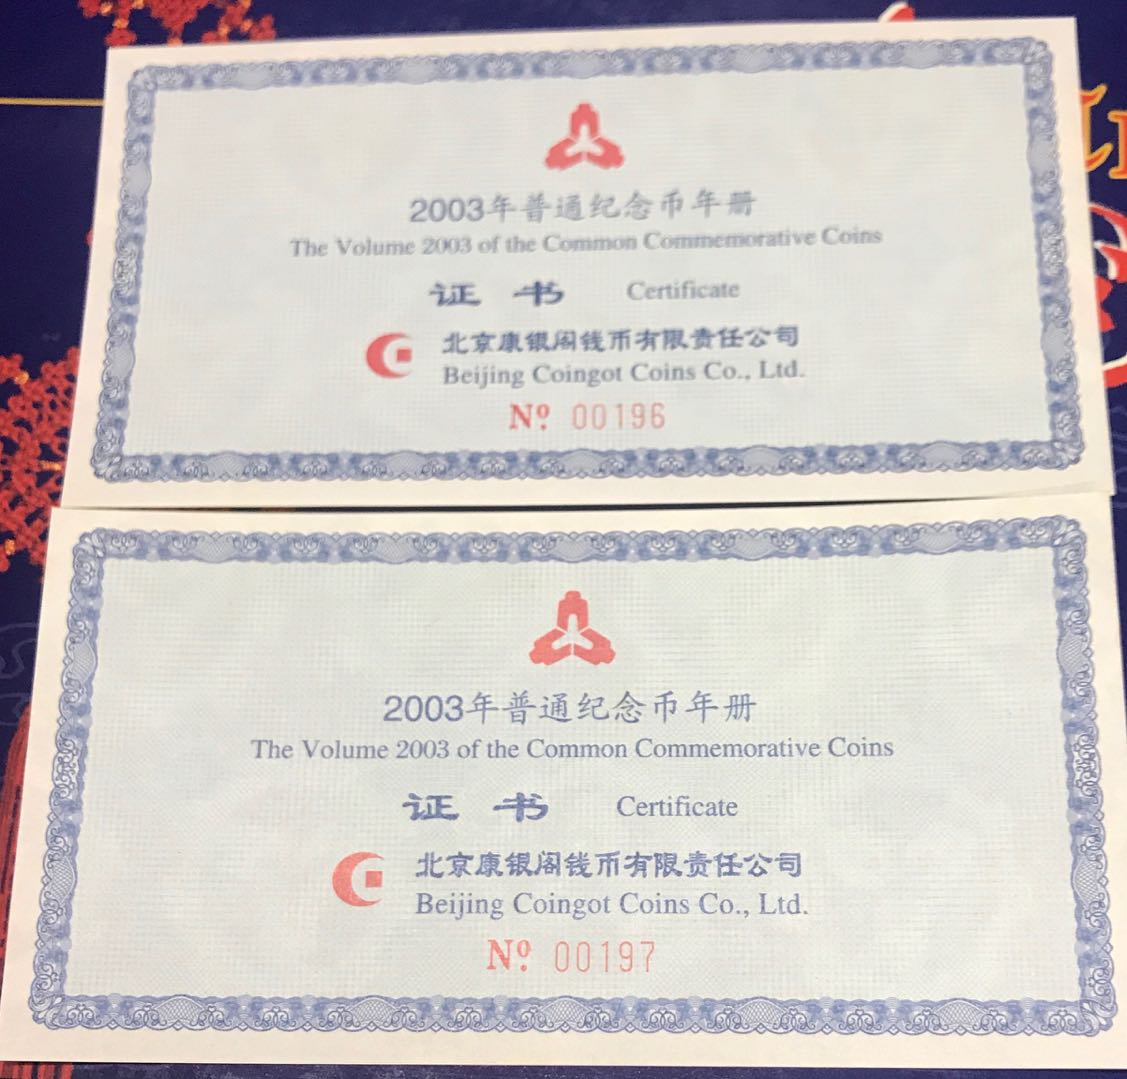 2003年普通纪念币年册
The Volume 2003 of the Common Commemorative Coins
证 书 Certificate
北京康银阁钱币有限责任公司
Beijing Coingot Coins Co., Ltd.
Nº 00196
2003年普通纪念币年册
The Volume 2003 of the Common Commemorative Coins
证 书 Certificate
北京康银阁钱币有限责任公司
Beijing Coingot Coins Co., Ltd.
Nº 00197